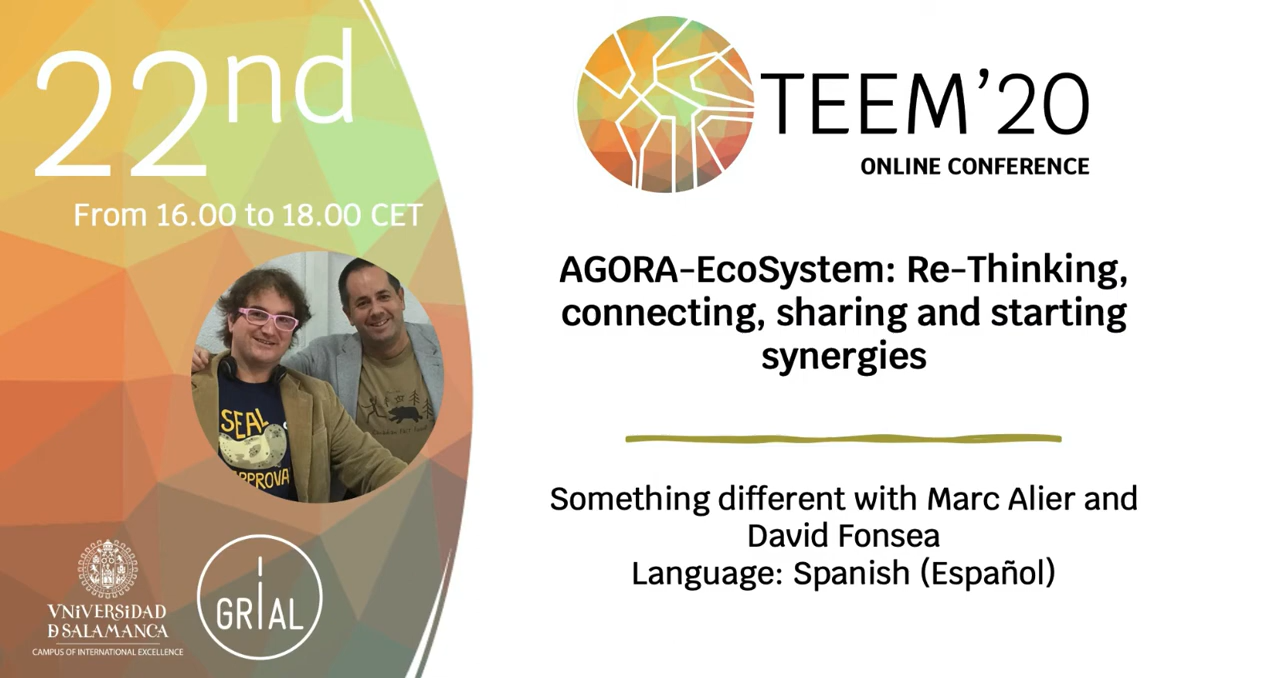 22nd
From 16.00 to 18.00 CET
SEAL
APPROVA
VNiVERSiDAD
D SALAMANCA
CAMPUS OF INTERNATIONAL EXCELLENCE
GRIAL
TEEM'20
ONLINE CONFERENCE
AGORA-EcoSystem: Re-Thinking,
connecting, sharing and starting
synergies
Something different with Marc Alier and
David Fonsea
Language: Spanish (Español)